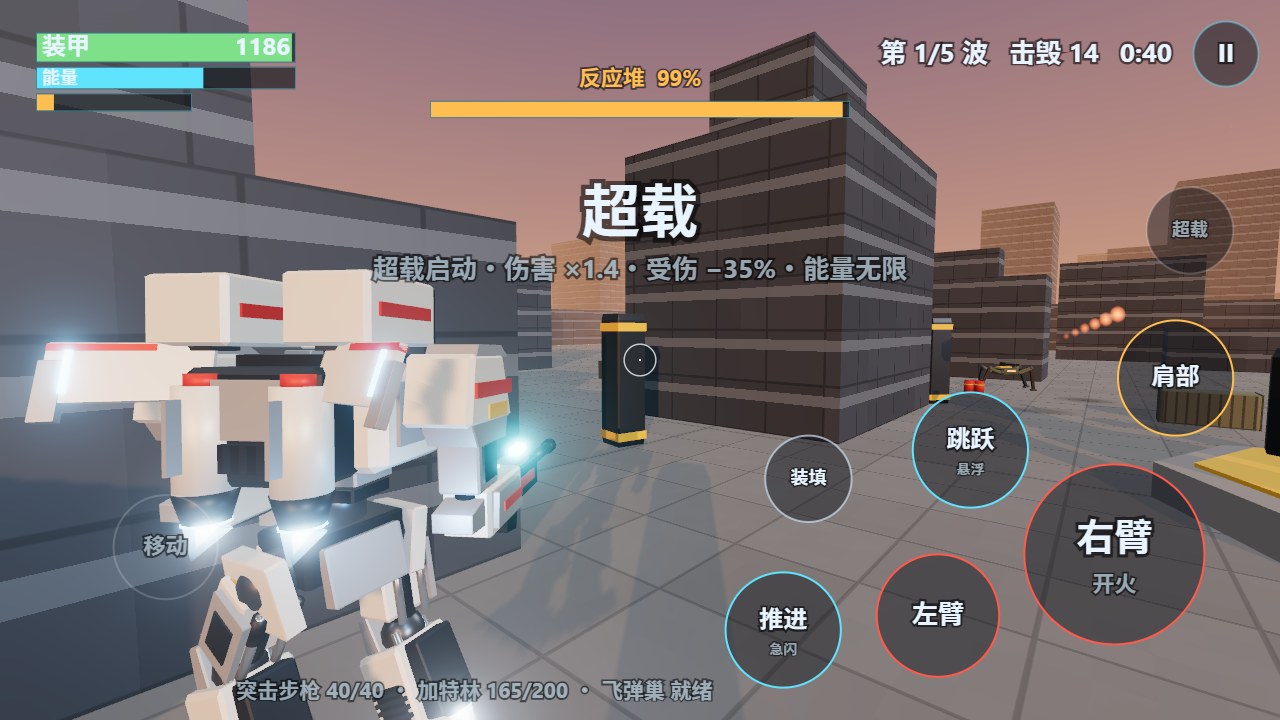 装甲 1186
能量
反应堆 99%
第 1/5 波 击毁 14 0:40
超载
超载启动·伤害 ×1.4·受伤 −35%·能量无限
超载
肩部
跳跃
悬浮
装填
右臂
开火
移动
推进
急闪
左臂
突击步枪 40/40 · 加特林 165/200 · 飞弹巢 就绪